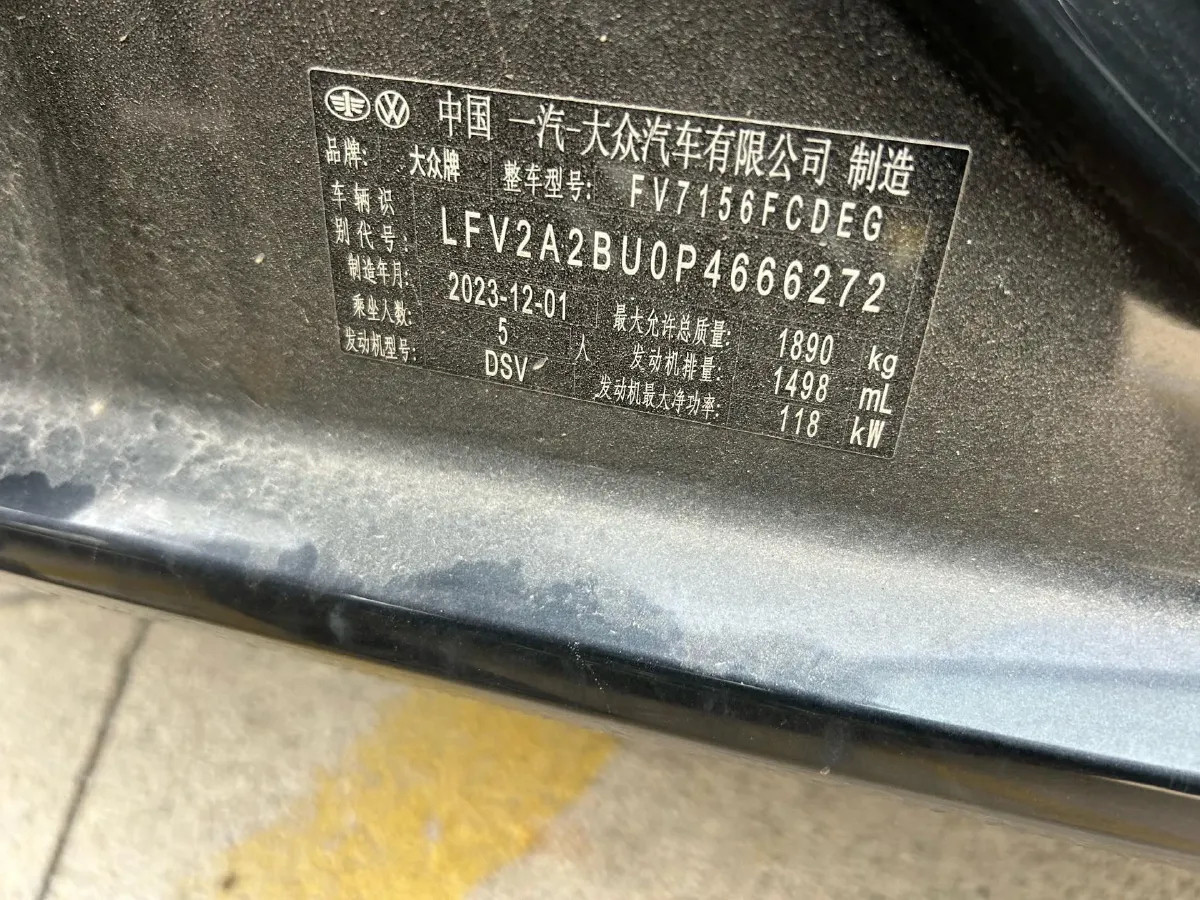 中国 一汽-大众汽车有限公司 制造
品牌: 大众牌 整车型号: FV7156FCDEG
车辆识别代号: LFV2A2BU0P4666272
制造年月: 2023-12-01 最大允许总质量: 1890 kg
乘坐人数: 5 人 发动机排量: 1498 mL
发动机型号: DSV 发动机最大净功率: 118 kW